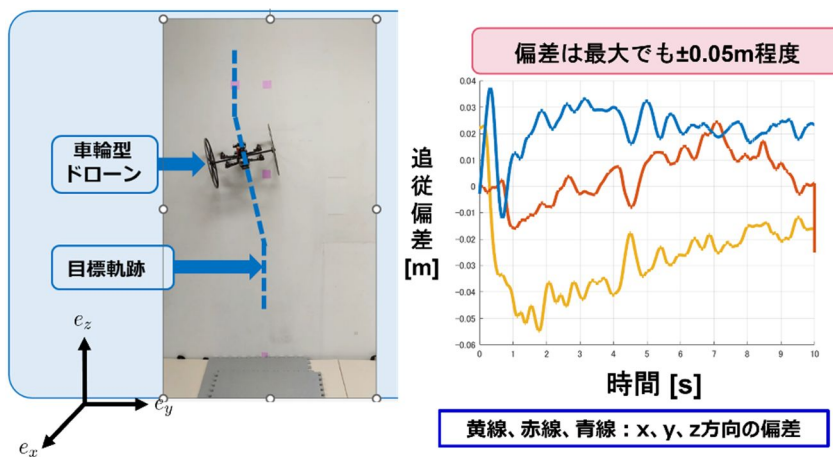 車輪型
ドローン
目標軌跡
e_z
e_y
e_x
偏差は最大でも±0.05m程度
追従偏差
[m]
0.04
0.03
0.02
0.01
0
-0.01
-0.02
-0.03
-0.04
-0.05
-0.06
0 1 2 3 4 5 6 7 8 9 10
時間 [s]
黄線、赤線、青線：x、y、z方向の偏差